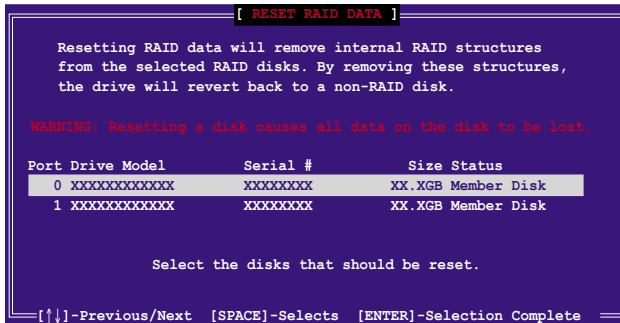 [ RESET RAID DATA ]
Resetting RAID data will remove internal RAID structures
from the selected RAID disks. By removing these structures,
the drive will revert back to a non-RAID disk.
WARNING: Resetting a disk causes all data on the disk to be lost.
Port Drive Model Serial # Size Status
0 XXXXXXXXXXXX XXXXXXXX XX.XGB Member Disk
1 XXXXXXXXXXXX XXXXXXXX XX.XGB Member Disk
Select the disks that should be reset.
[↑↓]-Previous/Next [SPACE]-Selects [ENTER]-Selection Complete